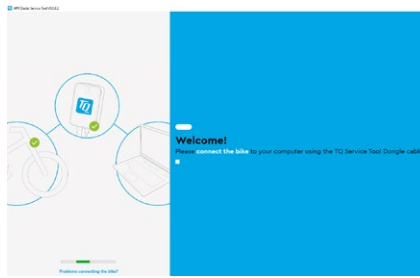 Welcome!
Please connect the bike to your computer using the TQ Service Tool Dongle cabl
TQ
Problems connecting the bike?